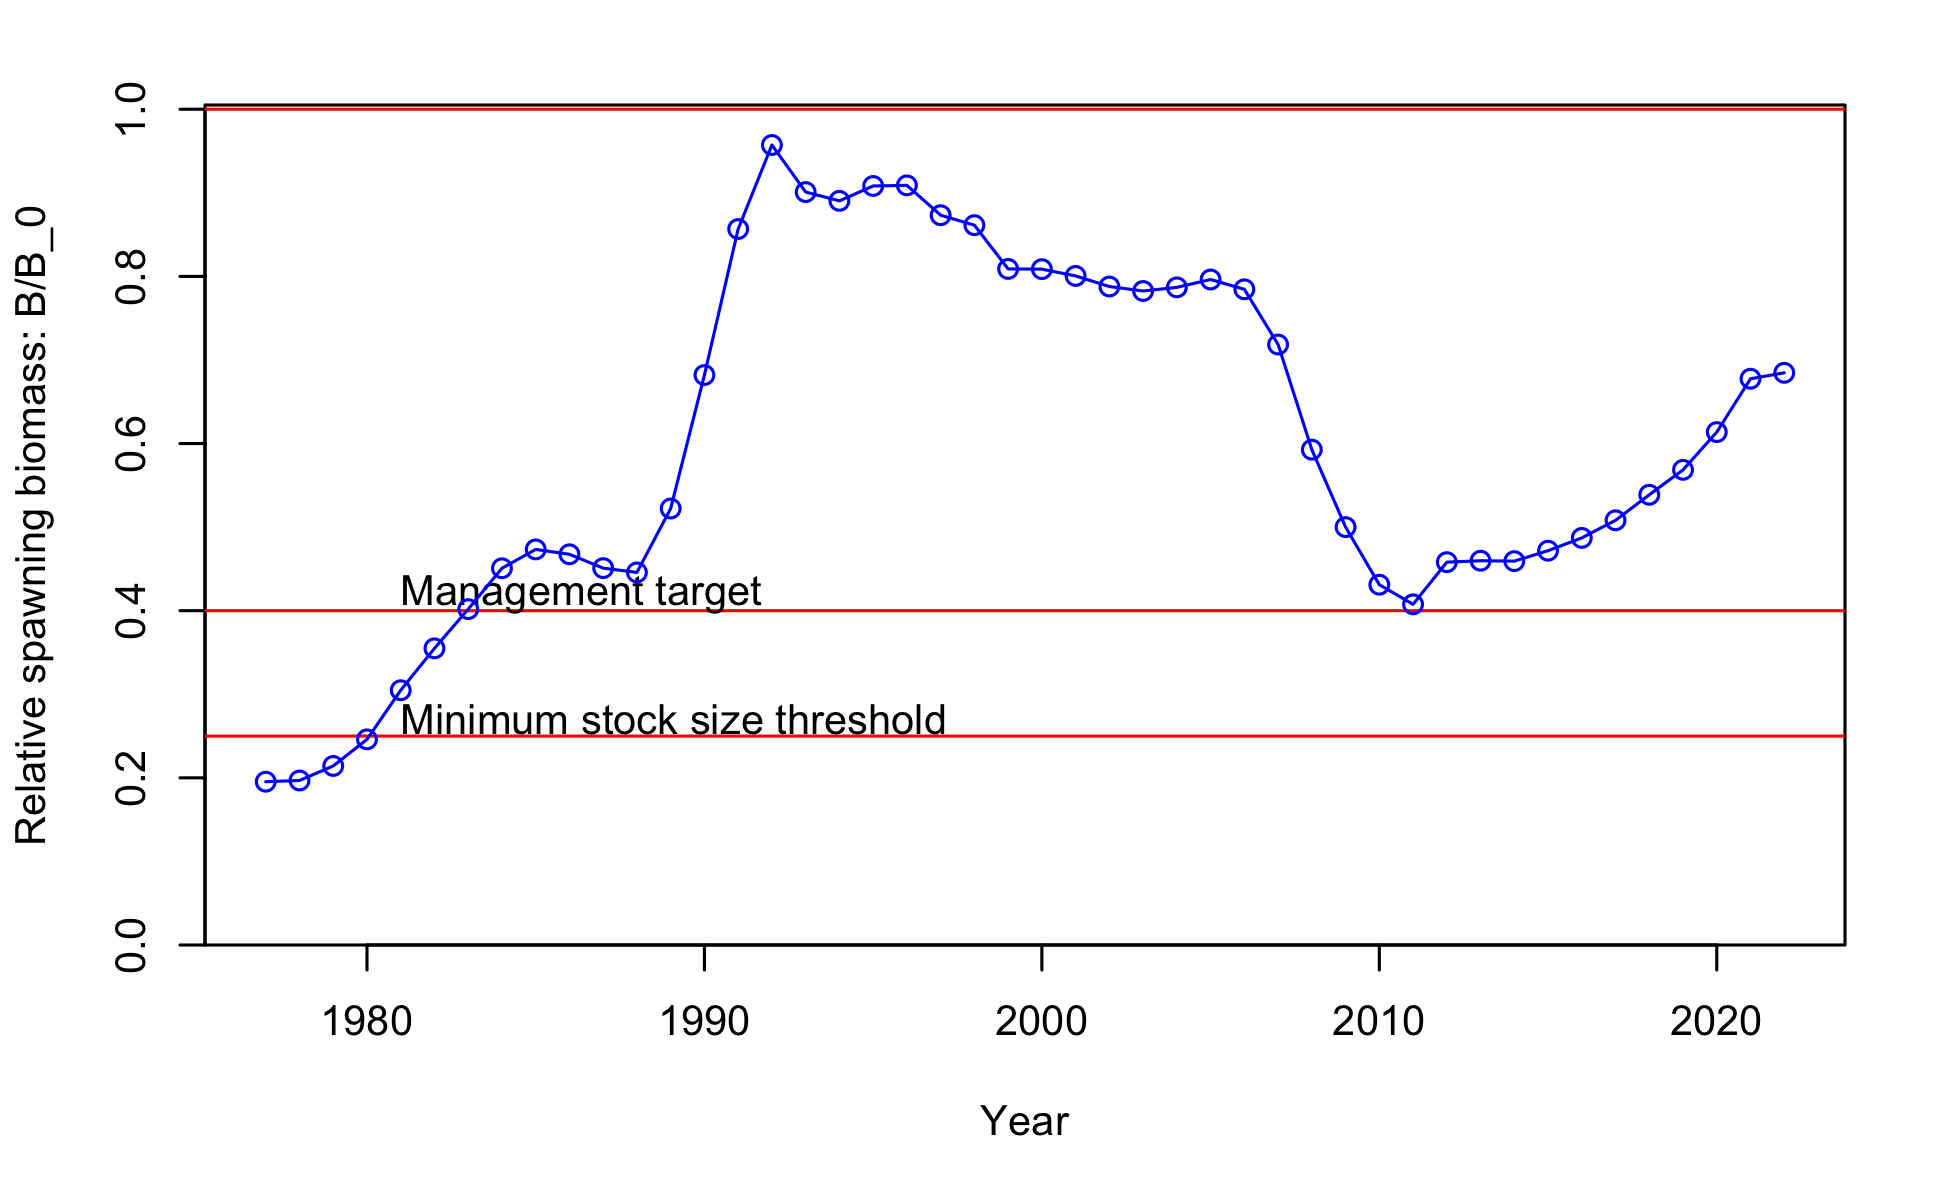 Relative spawning biomass: B/B_0
1.0
0.8
0.6
0.4
0.2
0.0
Management target
Minimum stock size threshold
1980 1990 2000 2010 2020
Year